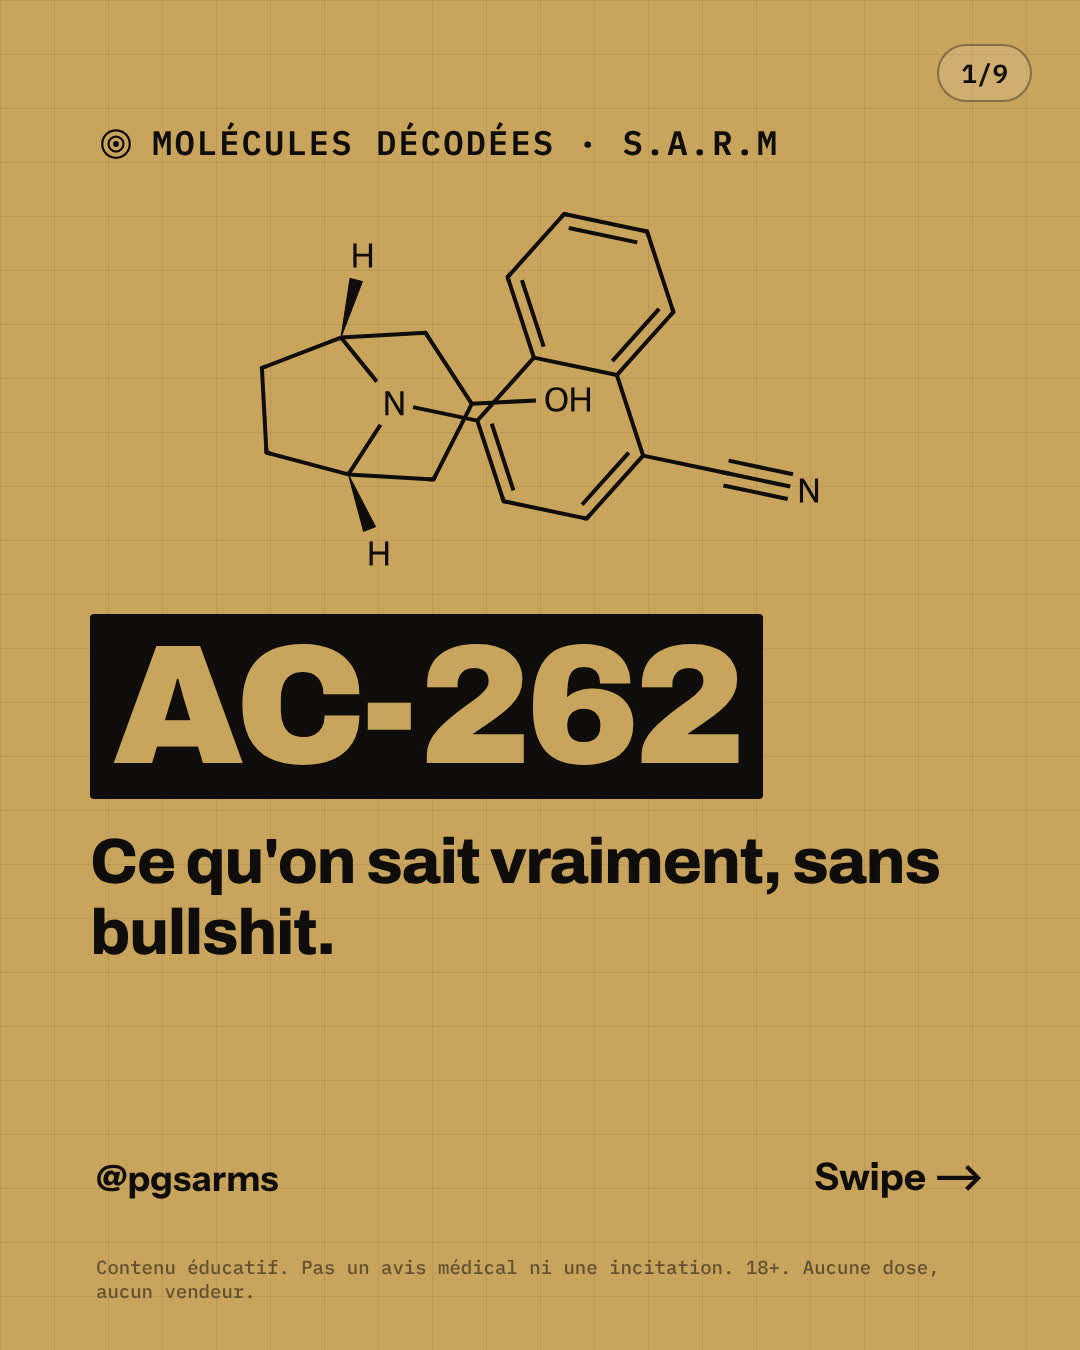 1/9
◎ MOLÉCULES DÉCODÉES · S.A.R.M
H
N
OH
N
H
AC-262
Ce qu'on sait vraiment, sans
bullshit.
@pgsarms
Swipe →
Contenu éducatif. Pas un avis médical ni une incitation. 18+. Aucune dose,
aucun vendeur.